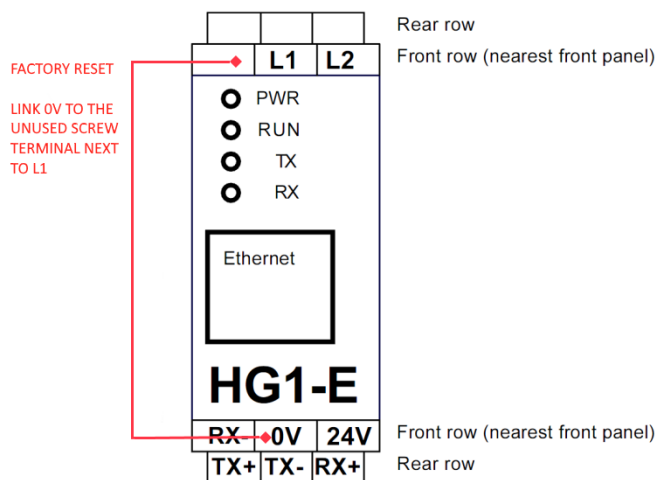 Rear row
L1 L2 Front row (nearest front panel)
FACTORY RESET
LINK 0V TO THE
UNUSED SCREW
TERMINAL NEXT
TO L1
PWR
RUN
TX
RX
Ethernet
HG1-E
RX- 0V 24V Front row (nearest front panel)
TX+ TX- RX+ Rear row